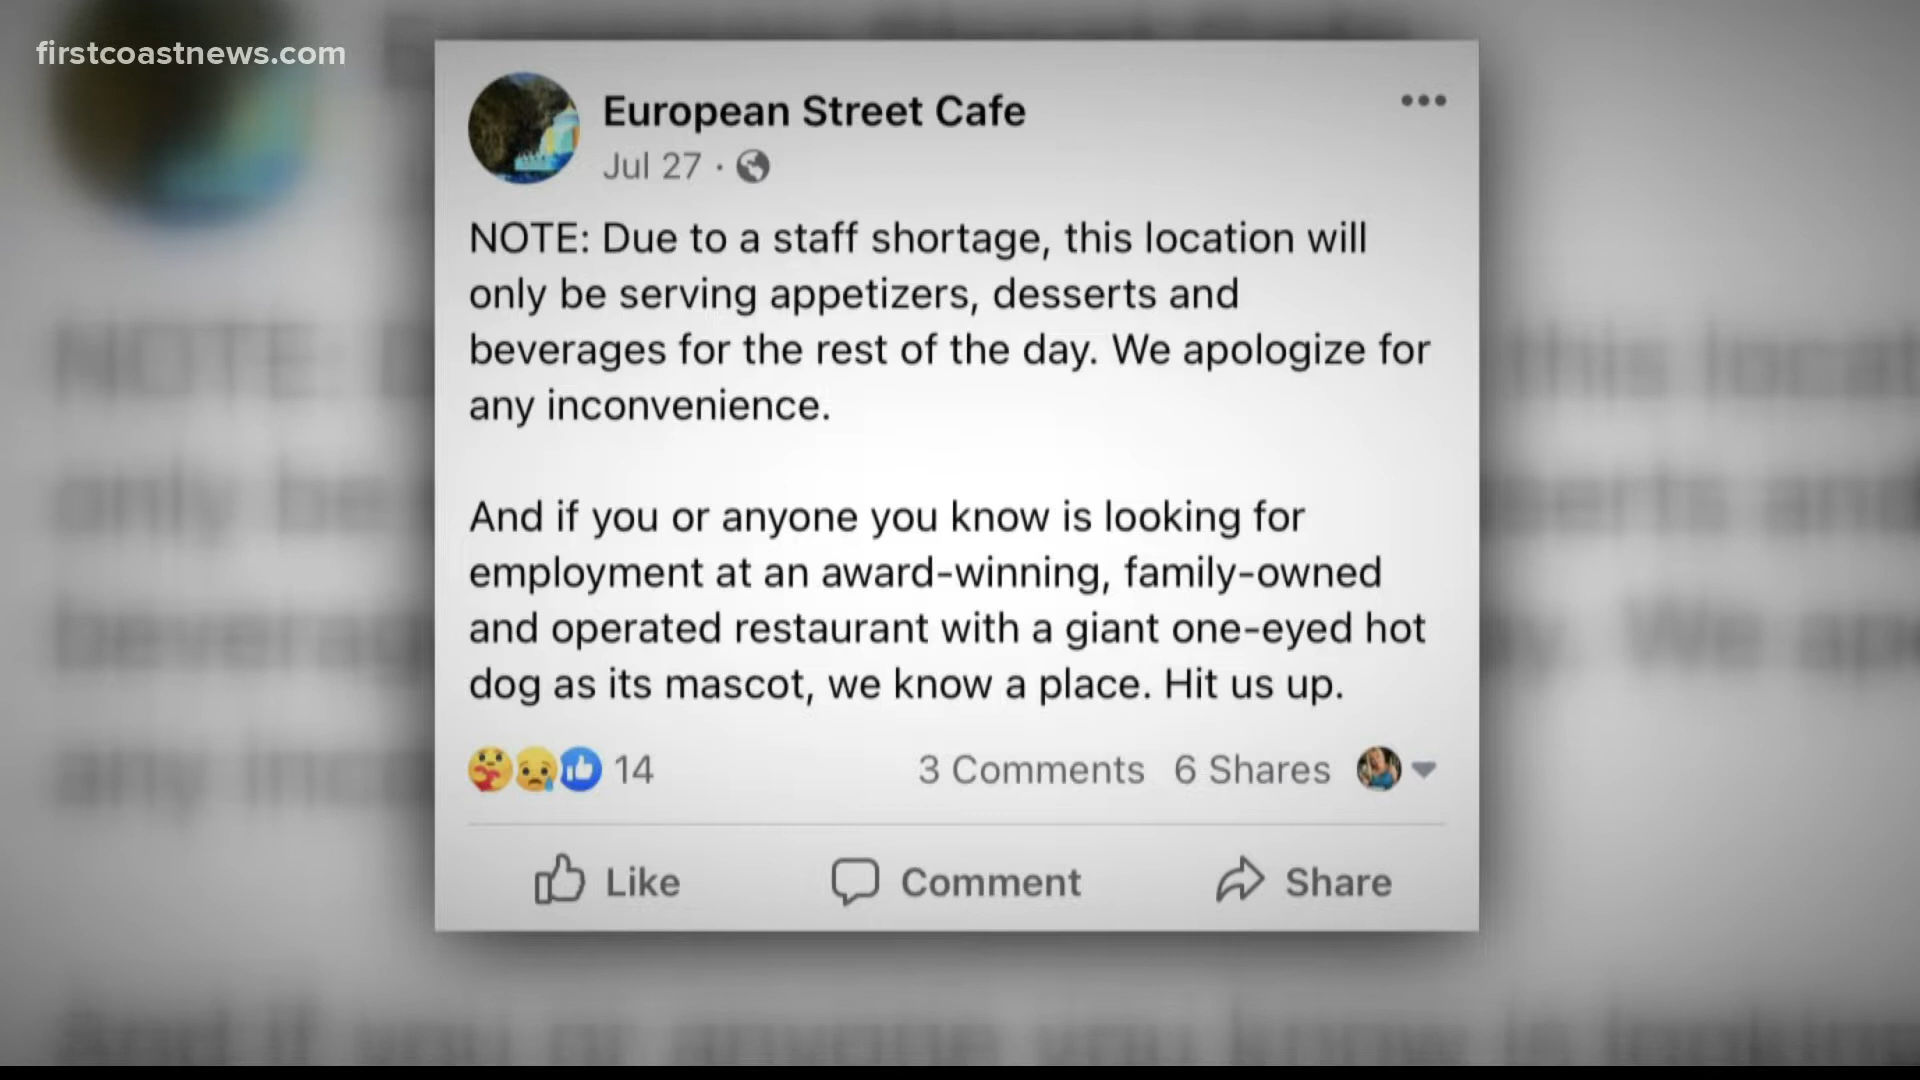 firstcoastnews.com
European Street Cafe
Jul 27 ·
NOTE: Due to a staff shortage, this location will
only be serving appetizers, desserts and
beverages for the rest of the day. We apologize for
any inconvenience.
And if you or anyone you know is looking for
employment at an award-winning, family-owned
and operated restaurant with a giant one-eyed hot
dog as its mascot, we know a place. Hit us up.
14 3 Comments 6 Shares
Like Comment Share